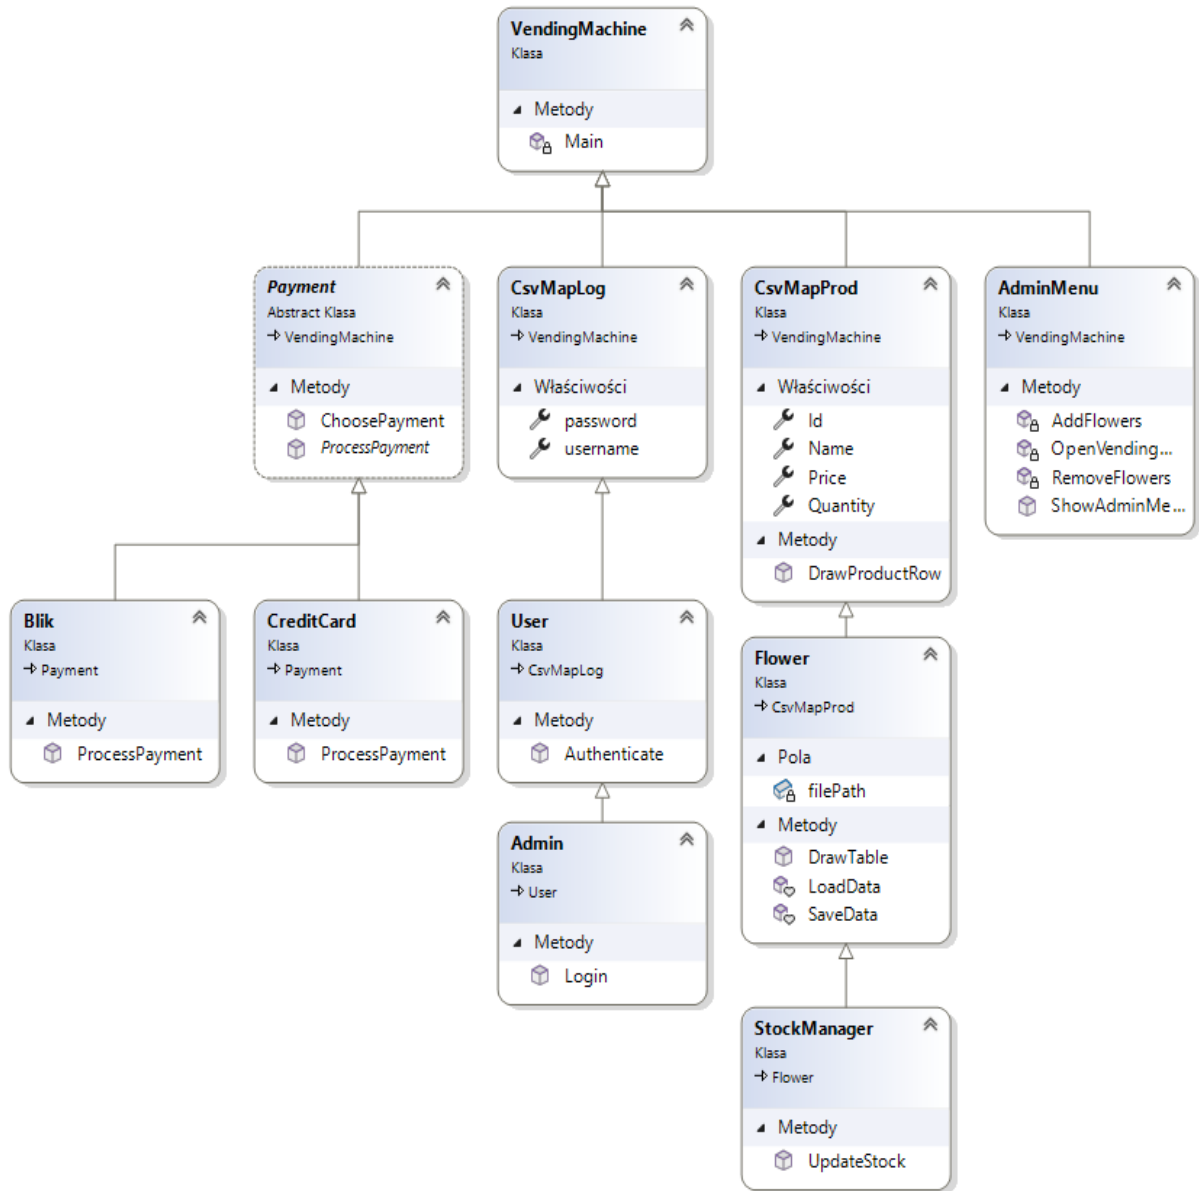 VendingMachine
Klasa
Metody
Main
Payment
Abstract Klasa
VendingMachine
Metody
ChoosePayment
ProcessPayment
CsvMapLog
Klasa
VendingMachine
Właściwości
password
username
CsvMapProd
Klasa
VendingMachine
Właściwości
Id
Name
Price
Quantity
Metody
DrawProductRow
AdminMenu
Klasa
VendingMachine
Metody
AddFlowers
OpenVending...
RemoveFlowers
ShowAdminMe...
Blik
Klasa
Payment
Metody
ProcessPayment
CreditCard
Klasa
Payment
Metody
ProcessPayment
User
Klasa
CsvMapLog
Metody
Authenticate
Flower
Klasa
CsvMapProd
Pola
filePath
Metody
DrawTable
LoadData
SaveData
Admin
Klasa
User
Metody
Login
StockManager
Klasa
Flower
Metody
UpdateStock